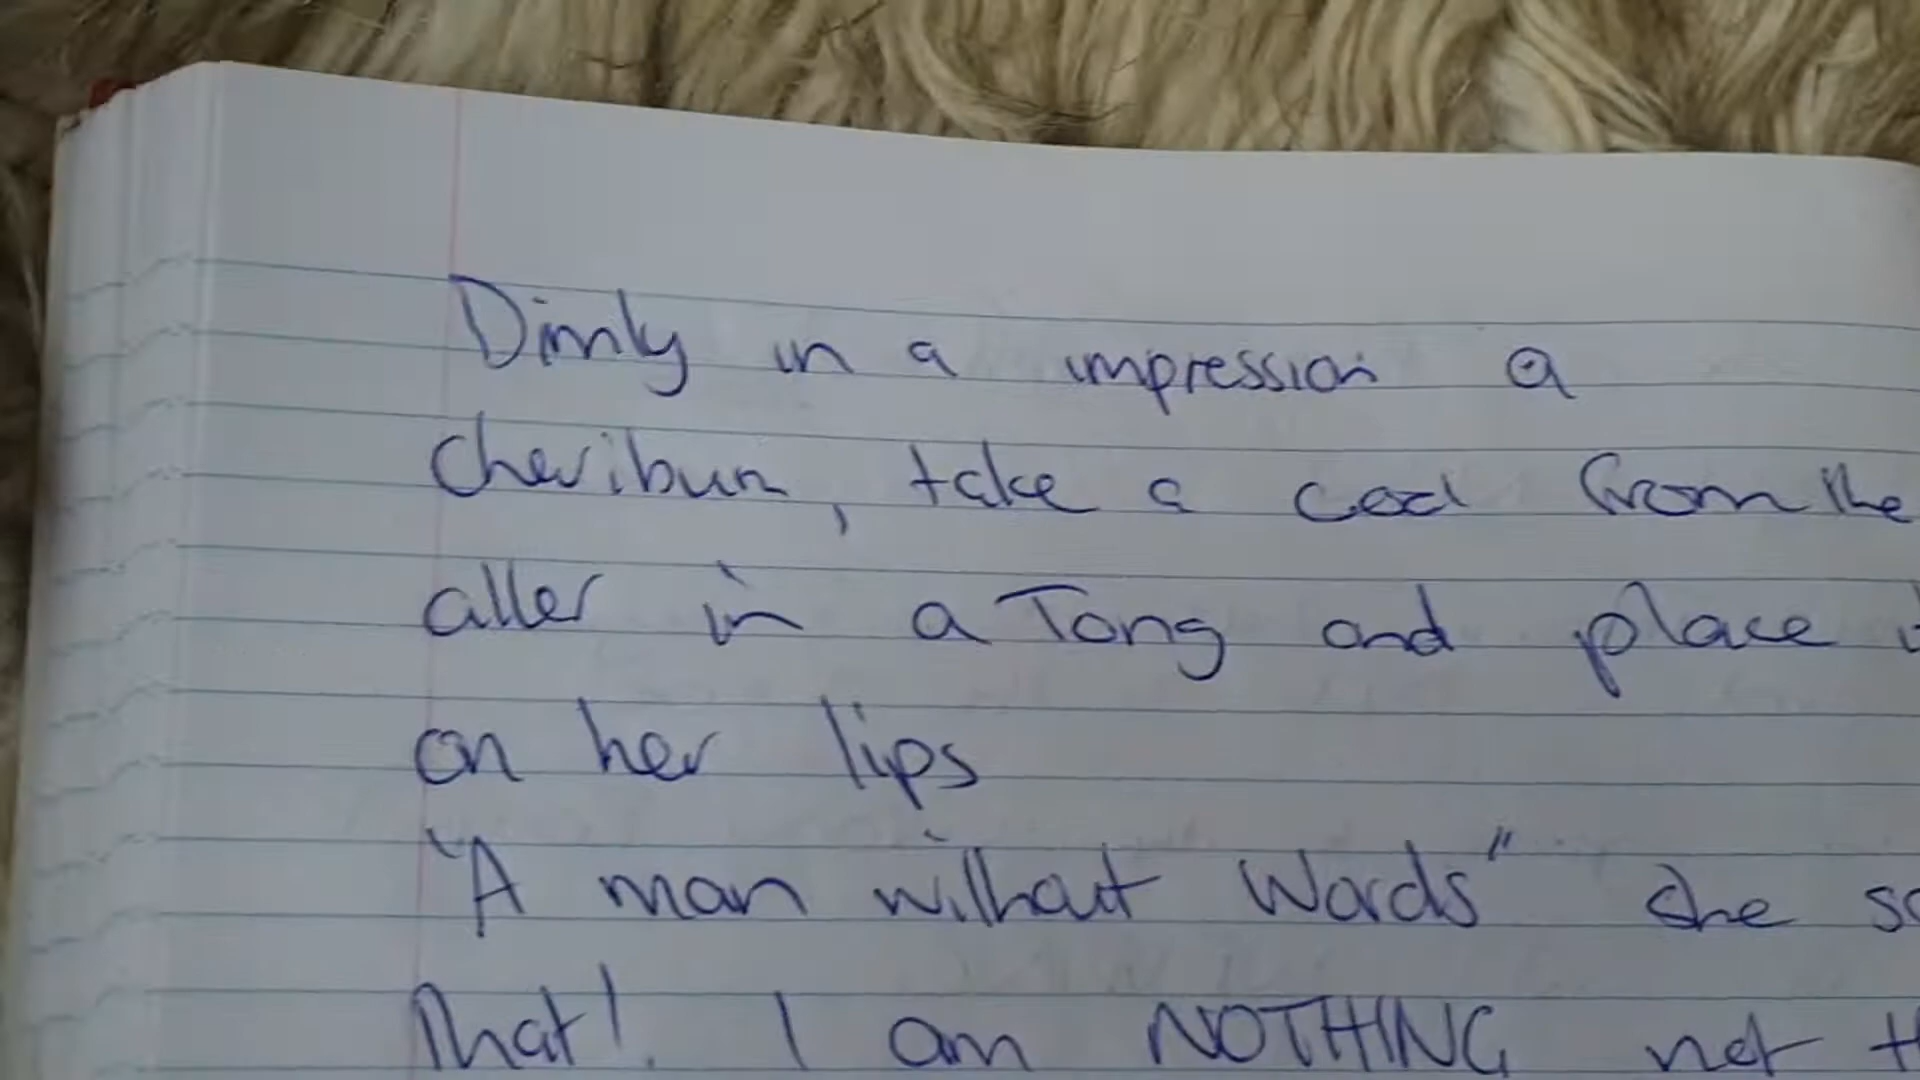 Dimly in a impression a
Cheribun, take a coal from the
alter in a Tong and place
on her lips
"A man without Words" She
That! I am NOTHING not